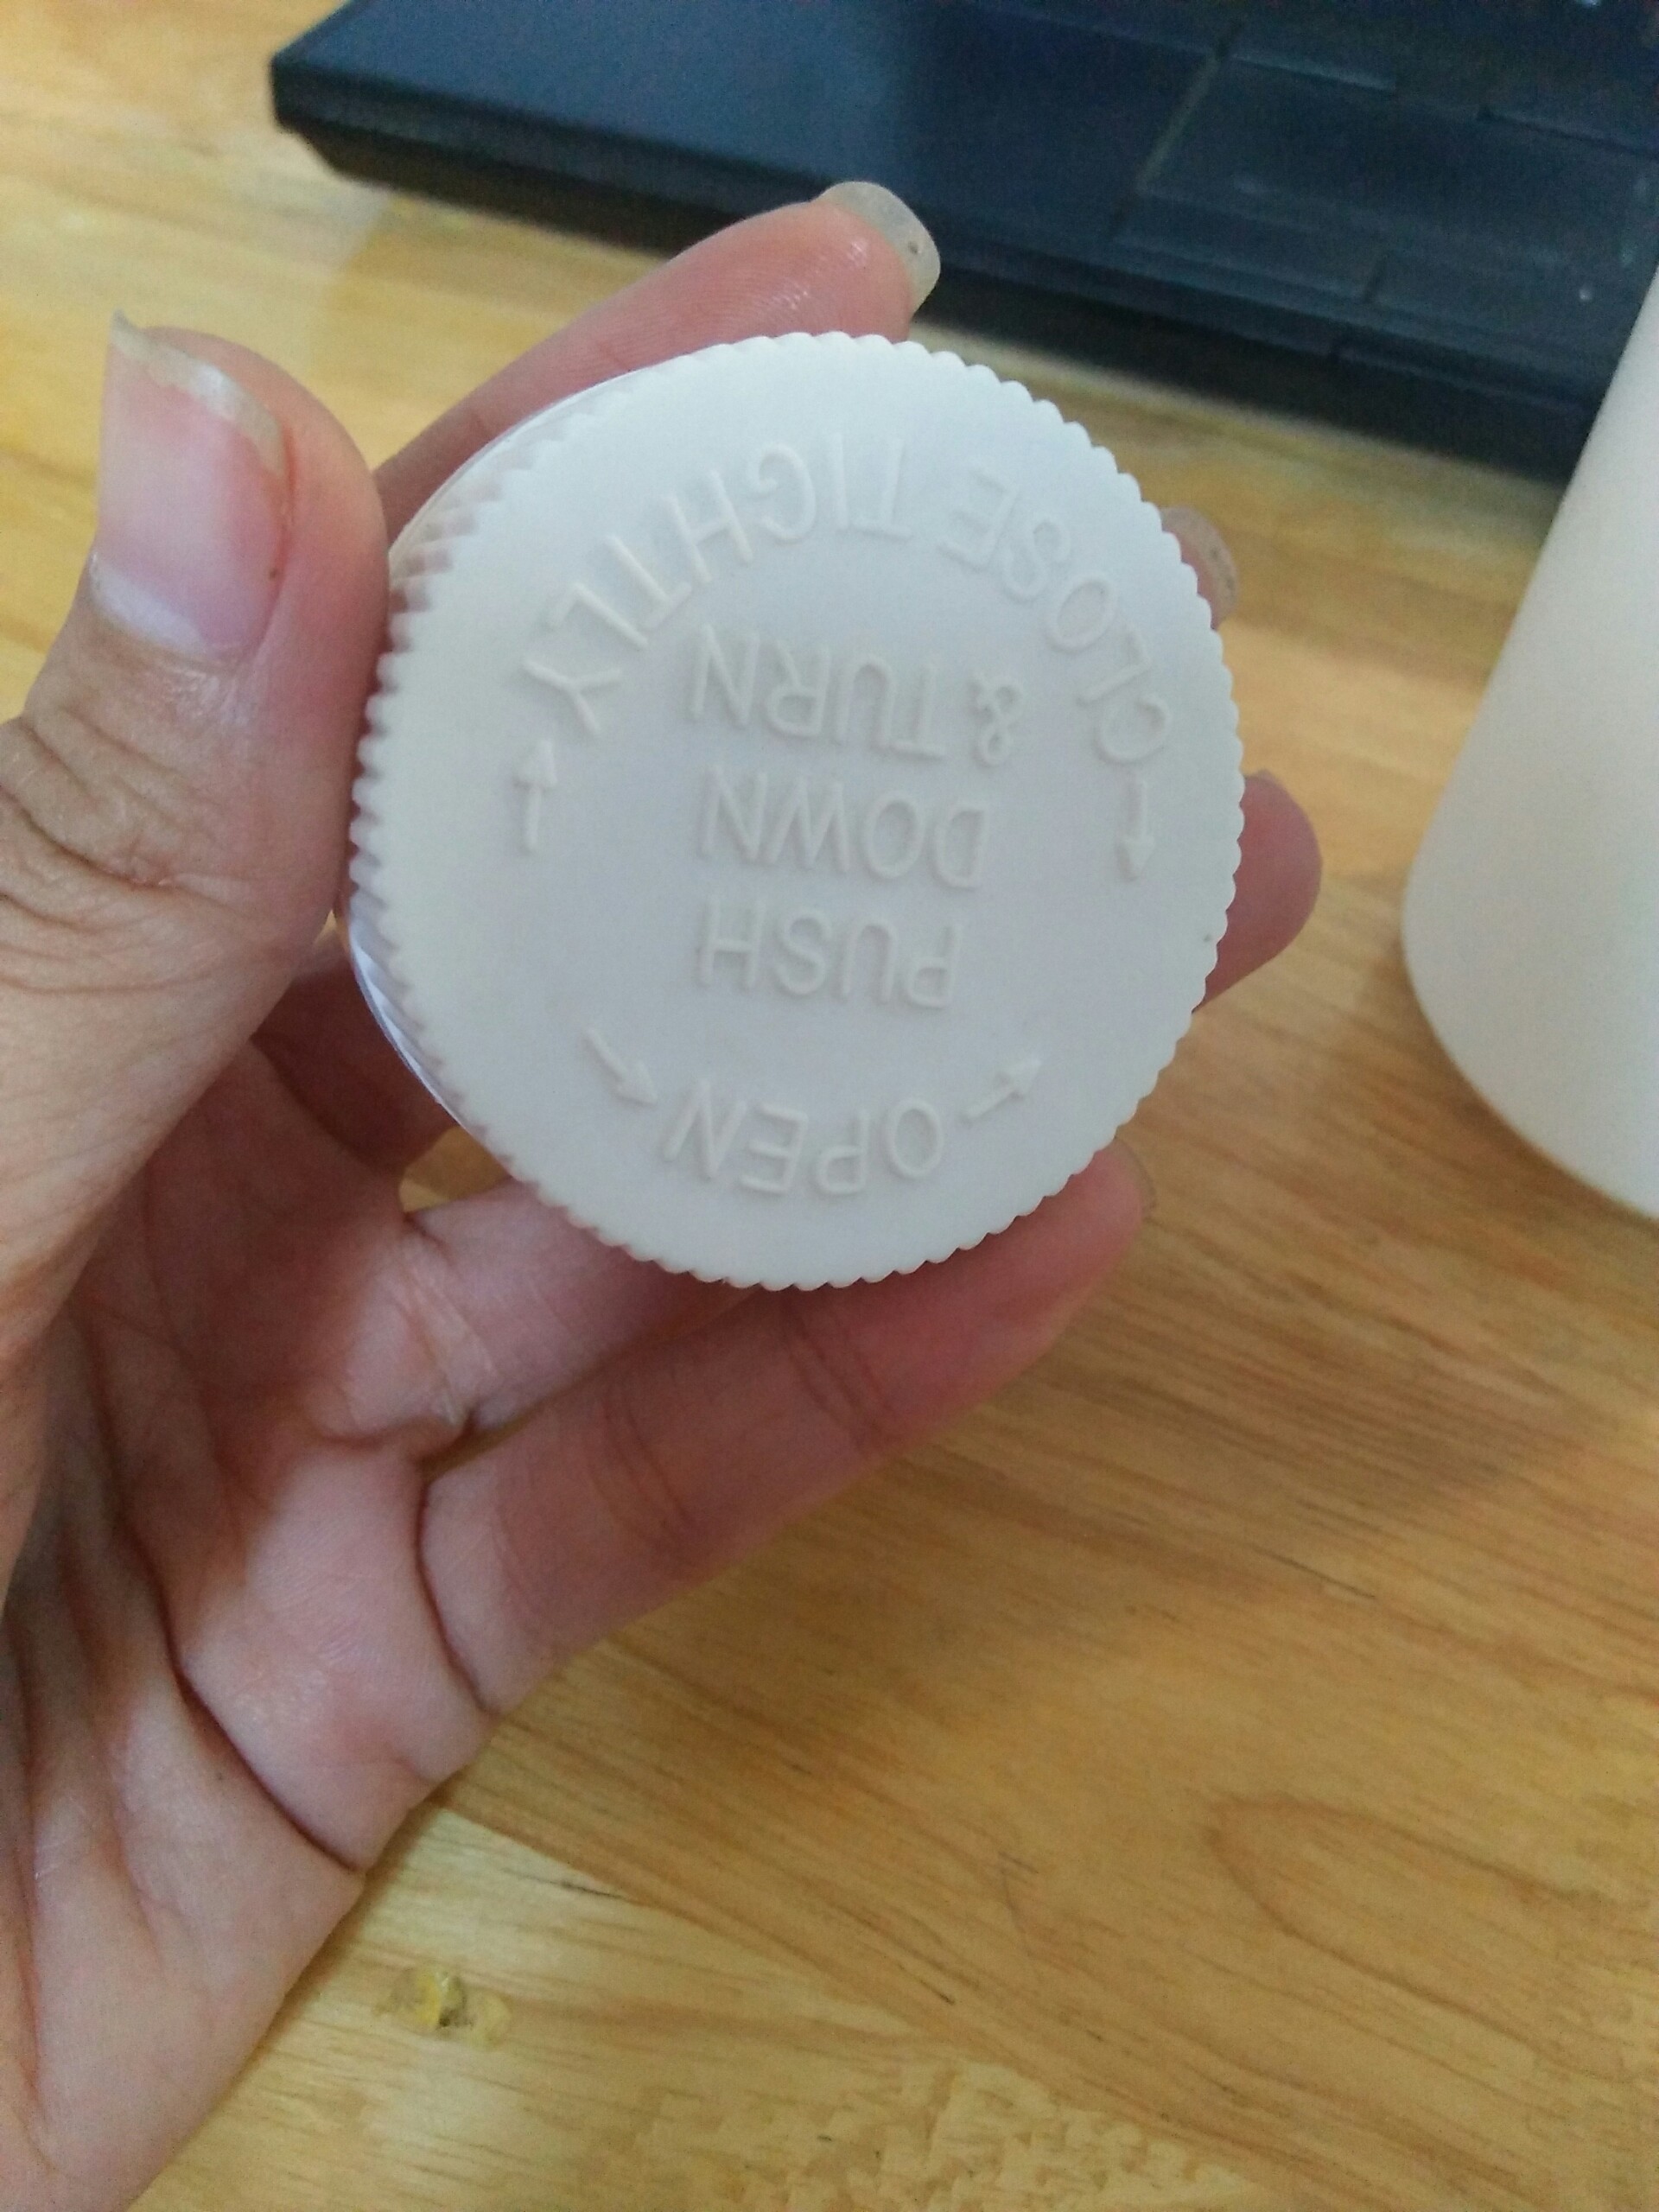 OPEN
PUSH
DOWN
& TURN
CLOSE TIGHTLY